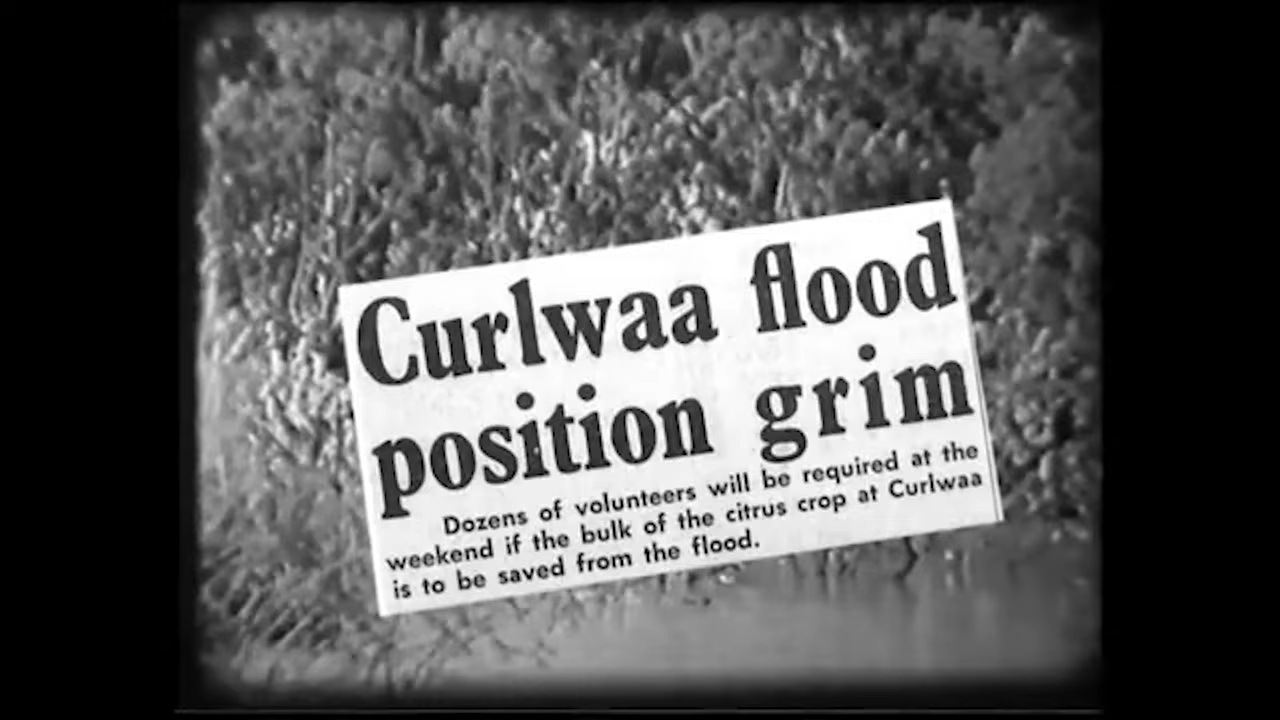 Curlwaa flood
position grim
Dozens of volunteers will be required at the
weekend if the bulk of the citrus crop at Curlwaa
is to be saved from the flood.